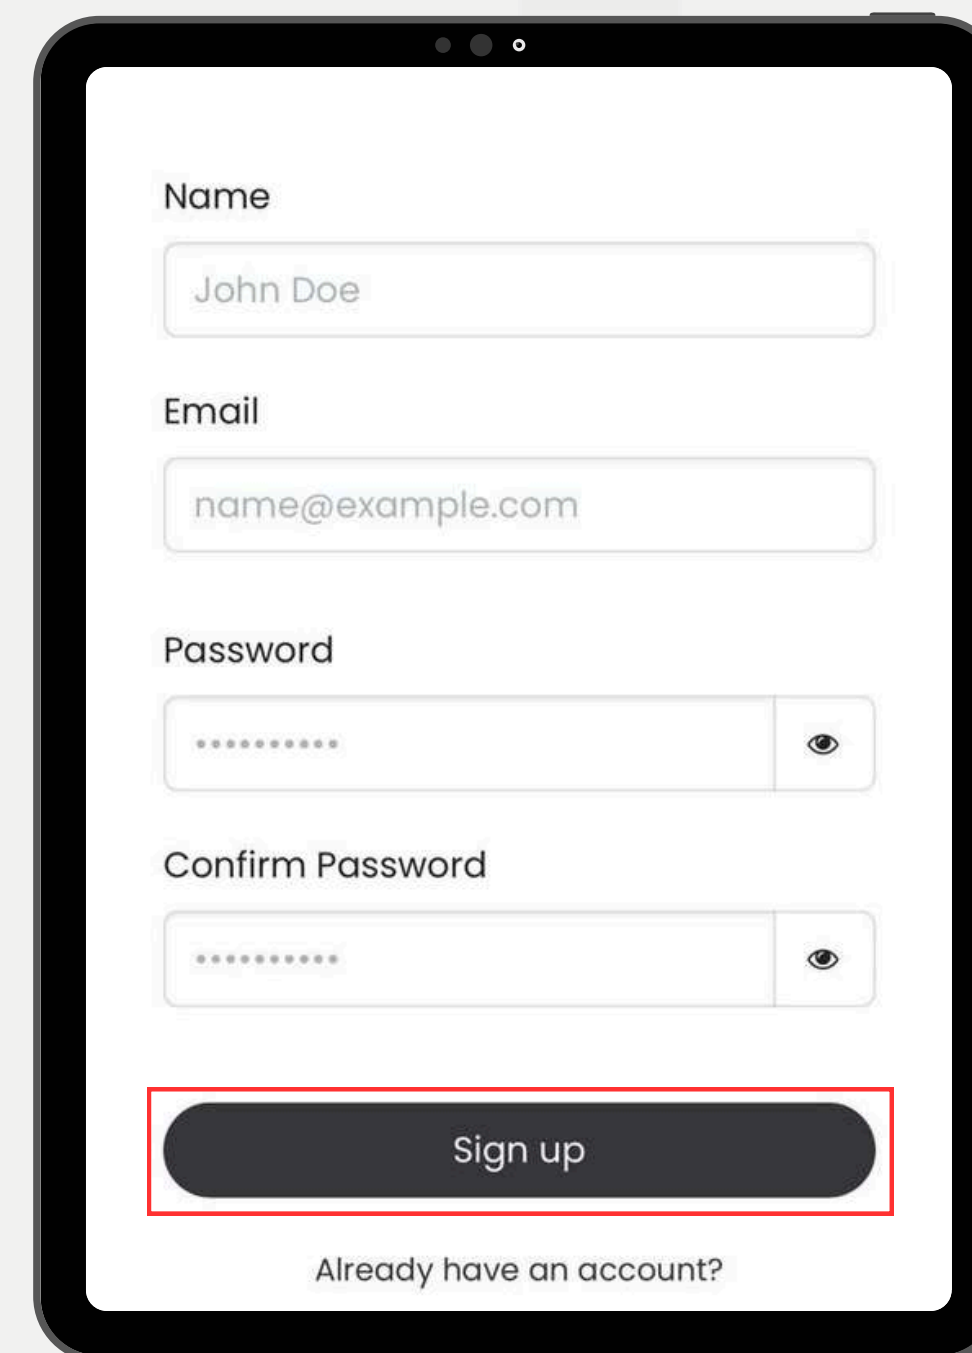 Name
John Doe
Email
name@example.com
Password
••••••••••
Confirm Password
••••••••••
Sign up
Already have an account?